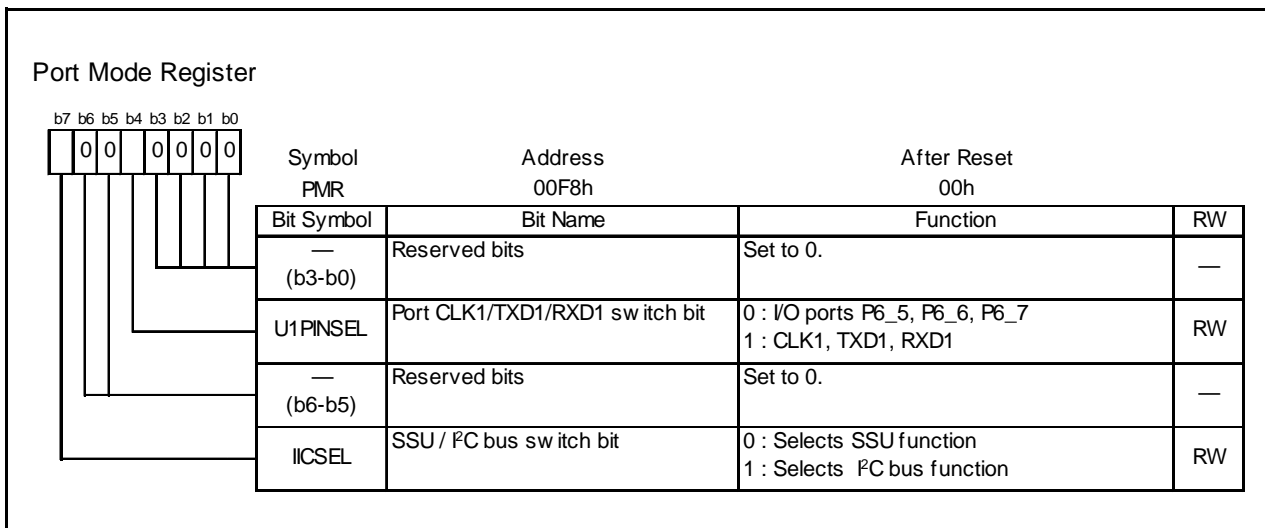 Port Mode Register
b7 b6 b5 b4 b3 b2 b1 b0
0 0 0 0 0 0
Symbol Address After Reset
PMR 00F8h 00h
Bit Symbol Bit Name Function RW
— (b3-b0) Reserved bits Set to 0. —
U1PINSEL Port CLK1/TXD1/RXD1 switch bit 0 : I/O ports P6_5, P6_6, P6_7 RW
1 : CLK1, TXD1, RXD1
— (b6-b5) Reserved bits Set to 0. —
IICSEL SSU / I²C bus switch bit 0 : Selects SSU function RW
1 : Selects I²C bus function